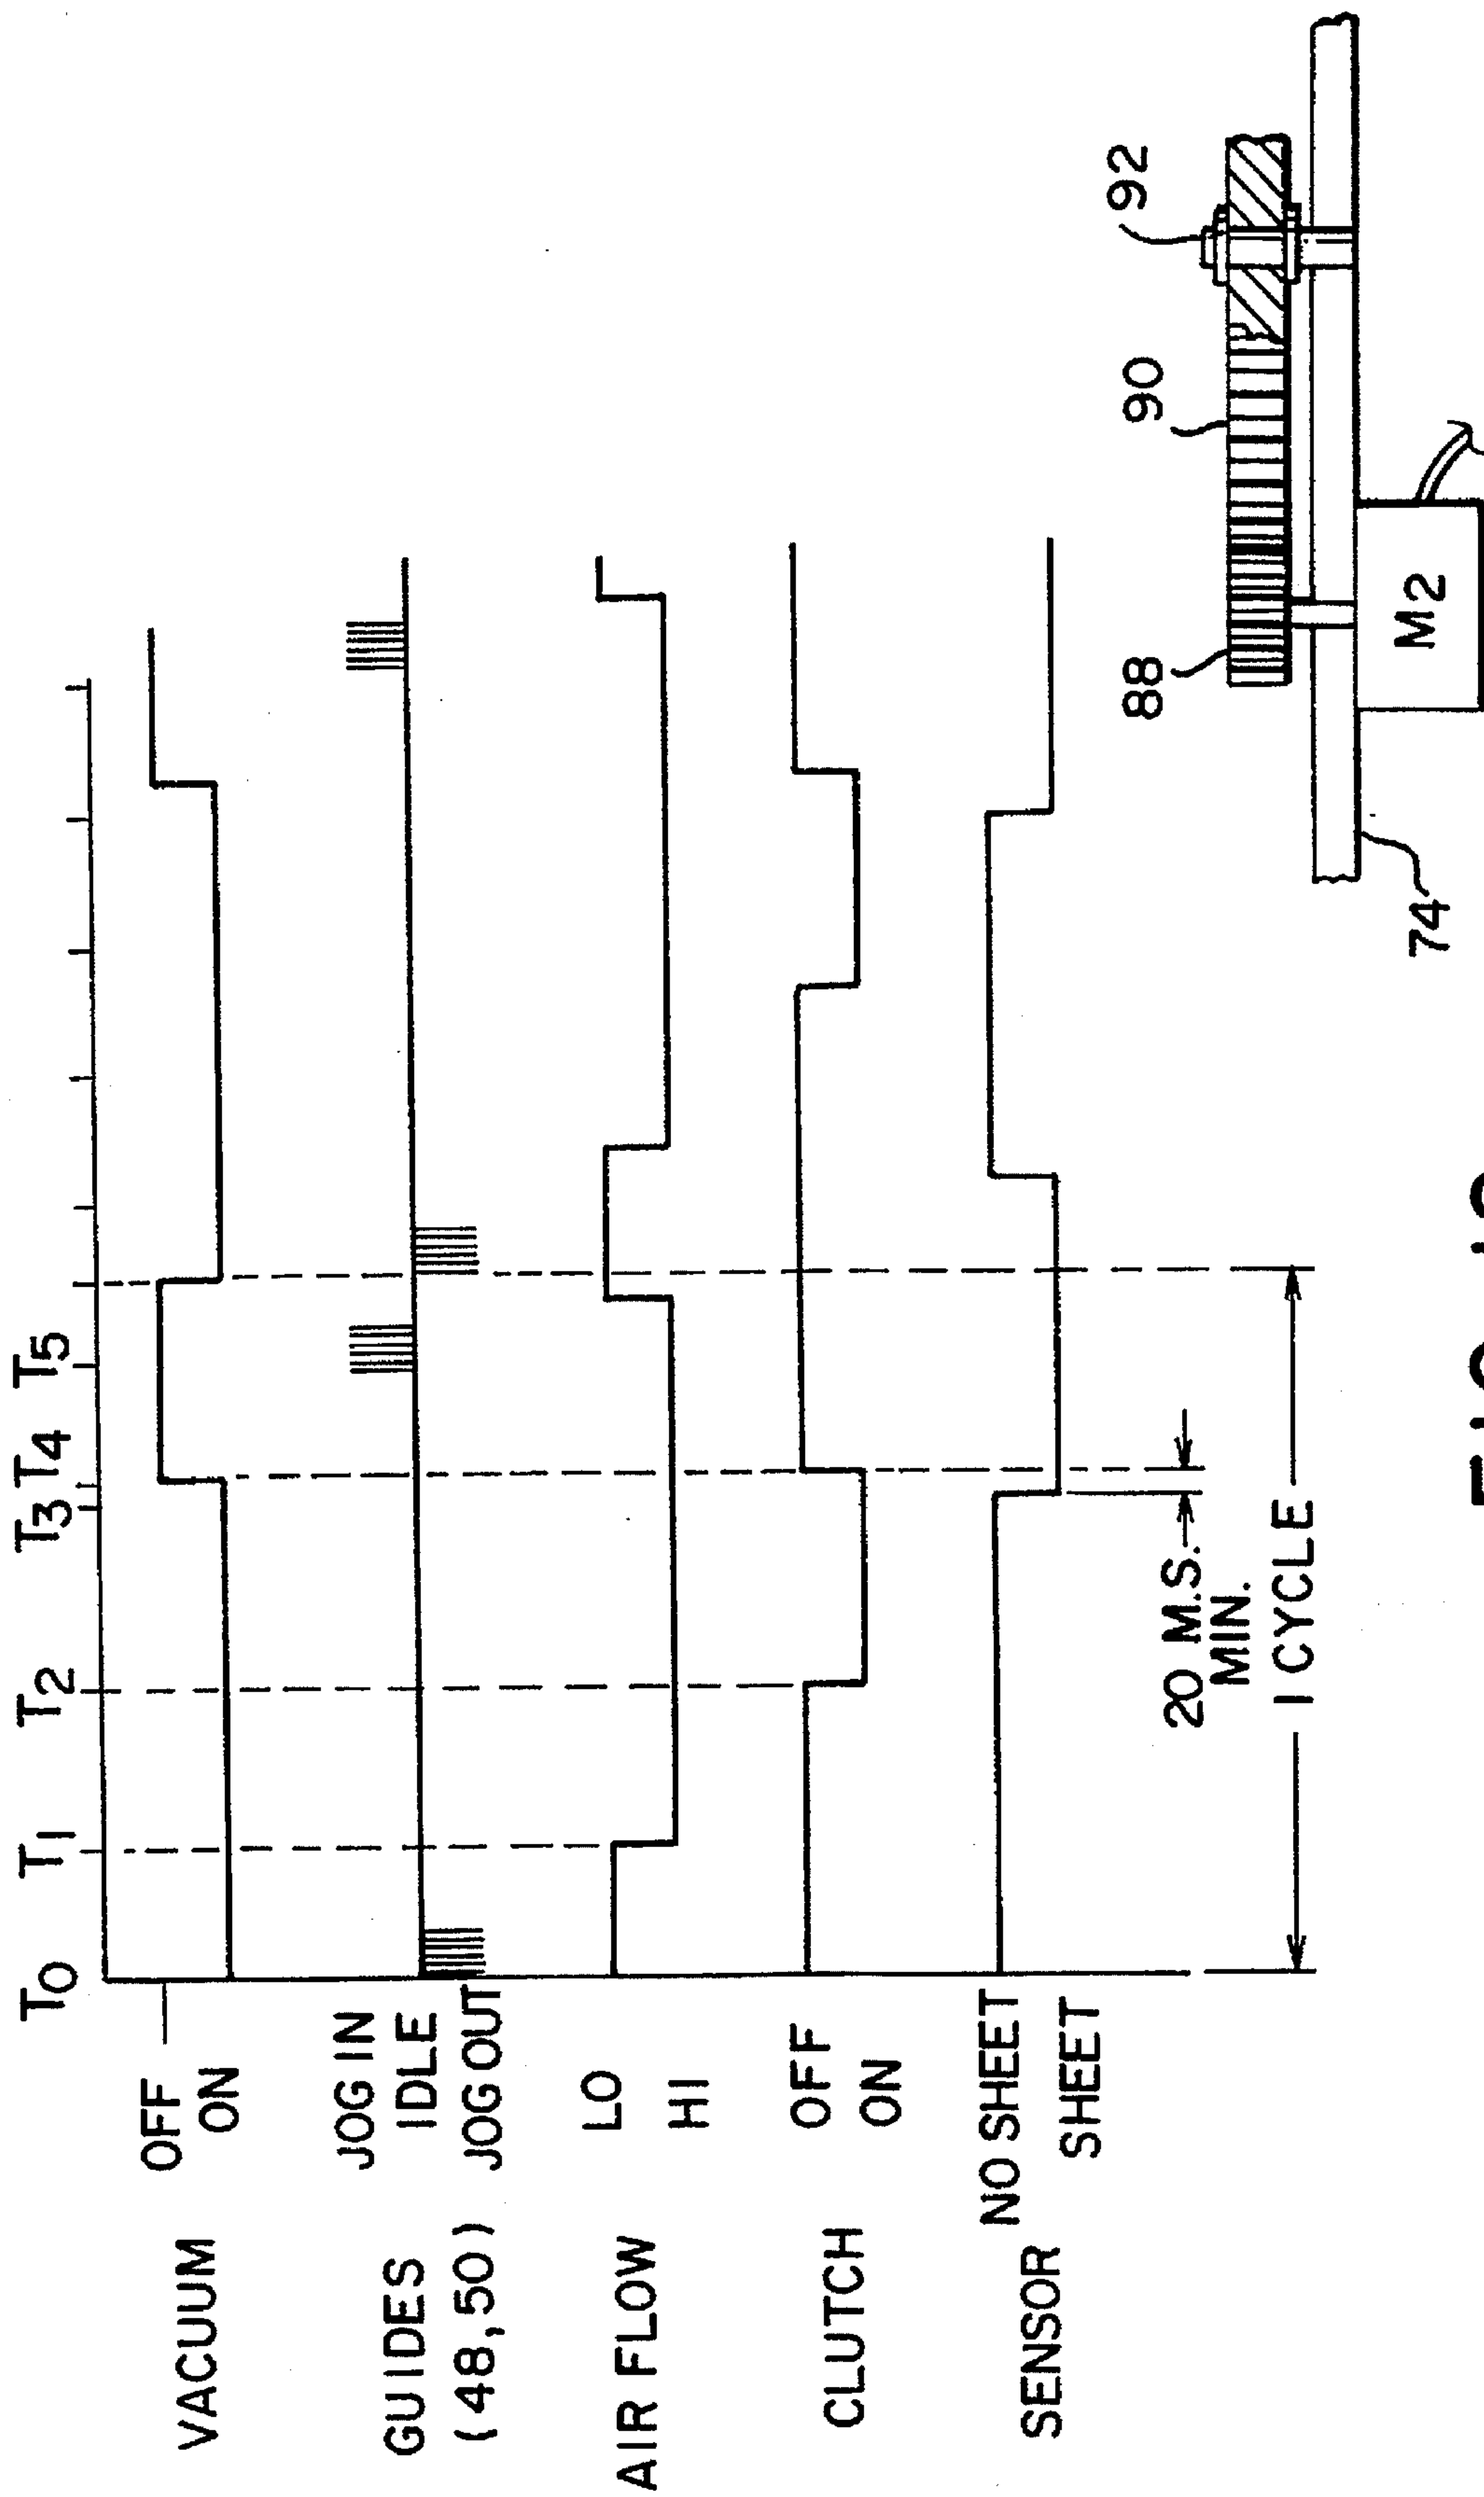 T0 T1 T2 T3 T4 T5
VACUUM
OFF
ON
GUIDES
(48,50)
JOG IN
IDLE
JOG OUT
AIR FLOW
LO
HI
CLUTCH
OFF
ON
SENSOR
NO SHEET
SHEET
20 M.S.
MIN.
1 CYCLE
88
90
92
74
M2